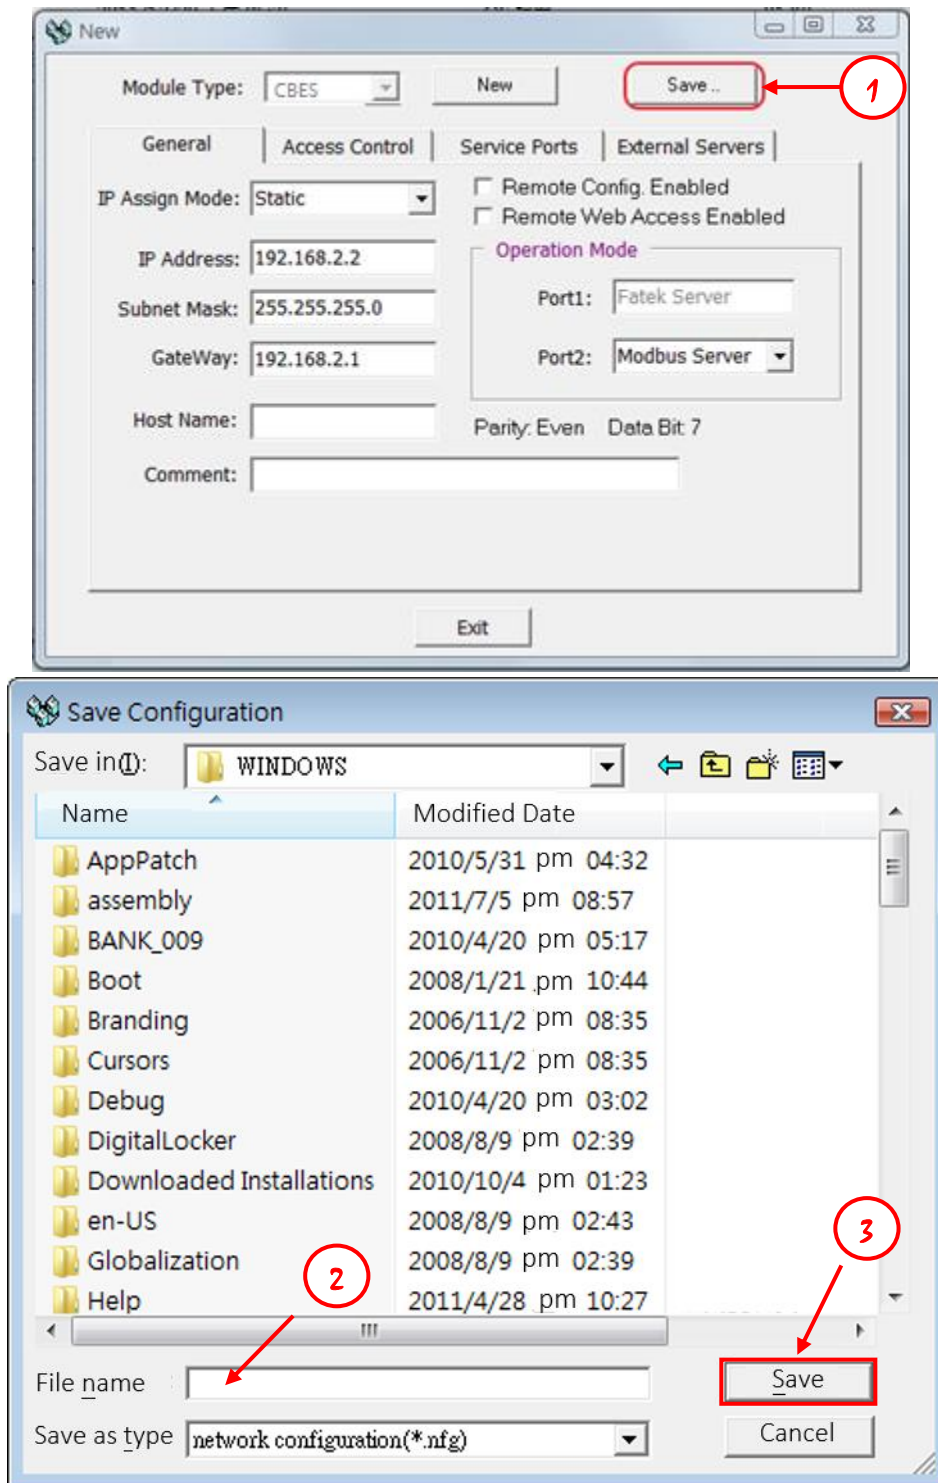 New
Module Type: CBES New Save .. 1
General Access Control Service Ports External Servers
IP Assign Mode: Static Remote Config. Enabled
Remote Web Access Enabled
Operation Mode
IP Address: 192.168.2.2
Port1: Fatek Server
Subnet Mask: 255.255.255.0
GateWay: 192.168.2.1 Port2: Modbus Server
Host Name: Parity: Even Data Bit: 7
Comment:
Exit
Save Configuration
Save in(I): WINDOWS
Name Modified Date
AppPatch 2010/5/31 pm 04:32
assembly 2011/7/5 pm 08:57
BANK_009 2010/4/20 pm 05:17
Boot 2008/1/21 pm 10:44
Branding 2006/11/2 pm 08:35
Cursors 2006/11/2 pm 08:35
Debug 2010/4/20 pm 03:02
DigitalLocker 2008/8/9 pm 02:39
Downloaded Installations 2010/10/4 pm 01:23
en-US 2008/8/9 pm 02:43
3
Globalization 2008/8/9 pm 02:39
2
Help 2011/4/28 pm 10:27
File name : Save
Save as type network configuration(*.nfg) Cancel